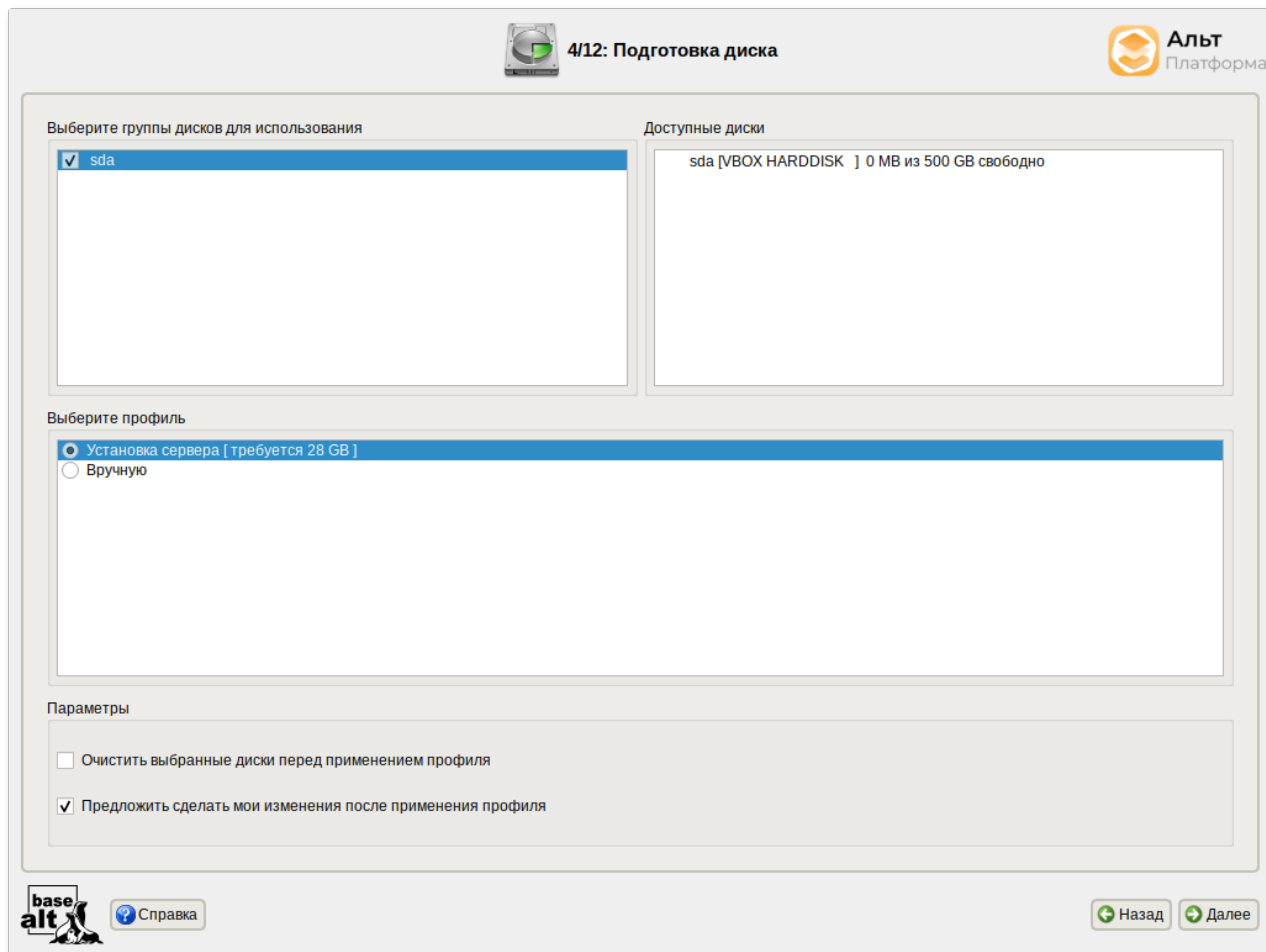 4/12: Подготовка диска
Альт
Платформа
Выберите группы дисков для использования
Доступные диски
sda
sda [VBOX HARDDISK   ]  0 MB из 500 GB свободно
Выберите профиль
Установка сервера [ требуется 28 GB ]
Вручную
Параметры
Очистить выбранные диски перед применением профиля
Предложить сделать мои изменения после применения профиля
base
alt
Справка
Назад
Далее